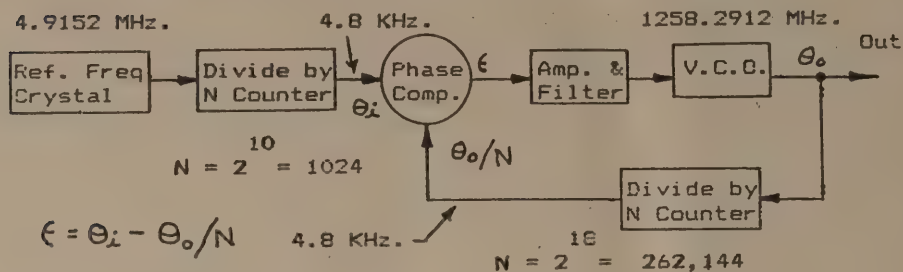 4.9152 MHz. 4.8 KHz. 1258.2912 MHz.
Ref. Freq Crystal
Divide by N Counter
θi
Phase Comp.
ϵ
Amp. & Filter
V.C.O.
θo
Out
N = 2^10 = 1024
θo/N
Divide by N Counter
ϵ = θi - θo/N
4.8 KHz.
N = 2^18 = 262,144